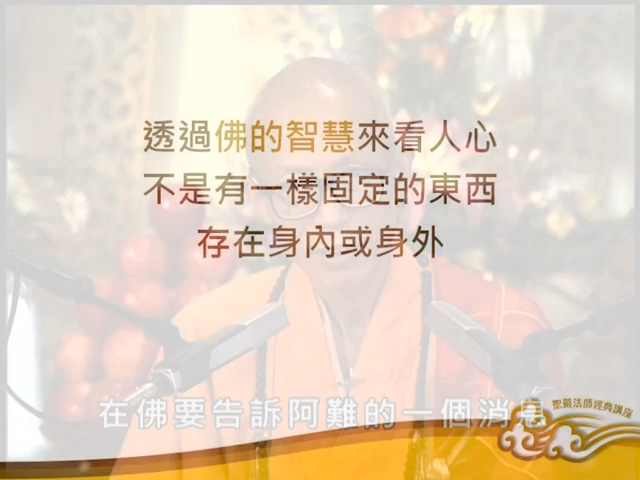 透過佛的智慧來看人心
不是有一樣固定的東西
存在身內或身外
在佛要告訴阿難的一個消息
聖嚴法師經典講座